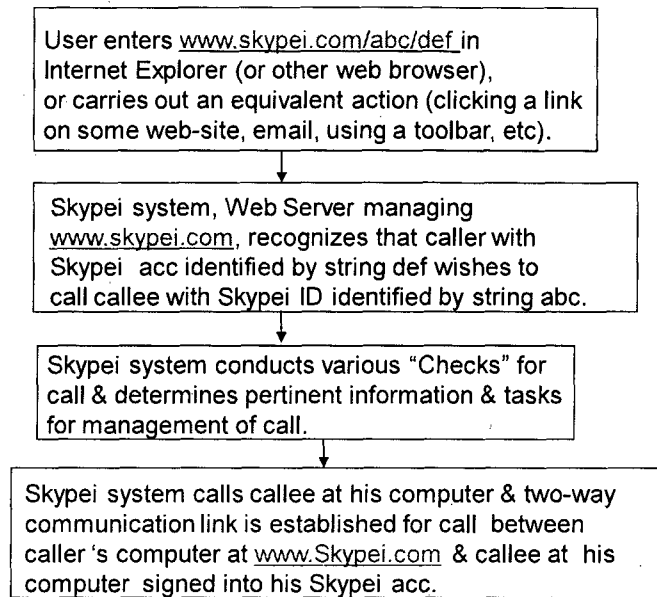 User enters www.skypei.com/abc/def in
Internet Explorer (or other web browser),
or carries out an equivalent action (clicking a link
on some web-site, email, using a toolbar, etc).
Skypei system, Web Server managing
www.skypei.com, recognizes that caller with
Skypei acc identified by string def wishes to
call callee with Skypei ID identified by string abc.
Skypei system conducts various “Checks” for
call & determines pertinent information & tasks
for management of call.
Skypei system calls callee at his computer & two-way
communication link is established for call between
caller's computer at www.Skypei.com & callee at his
computer signed into his Skypei acc.